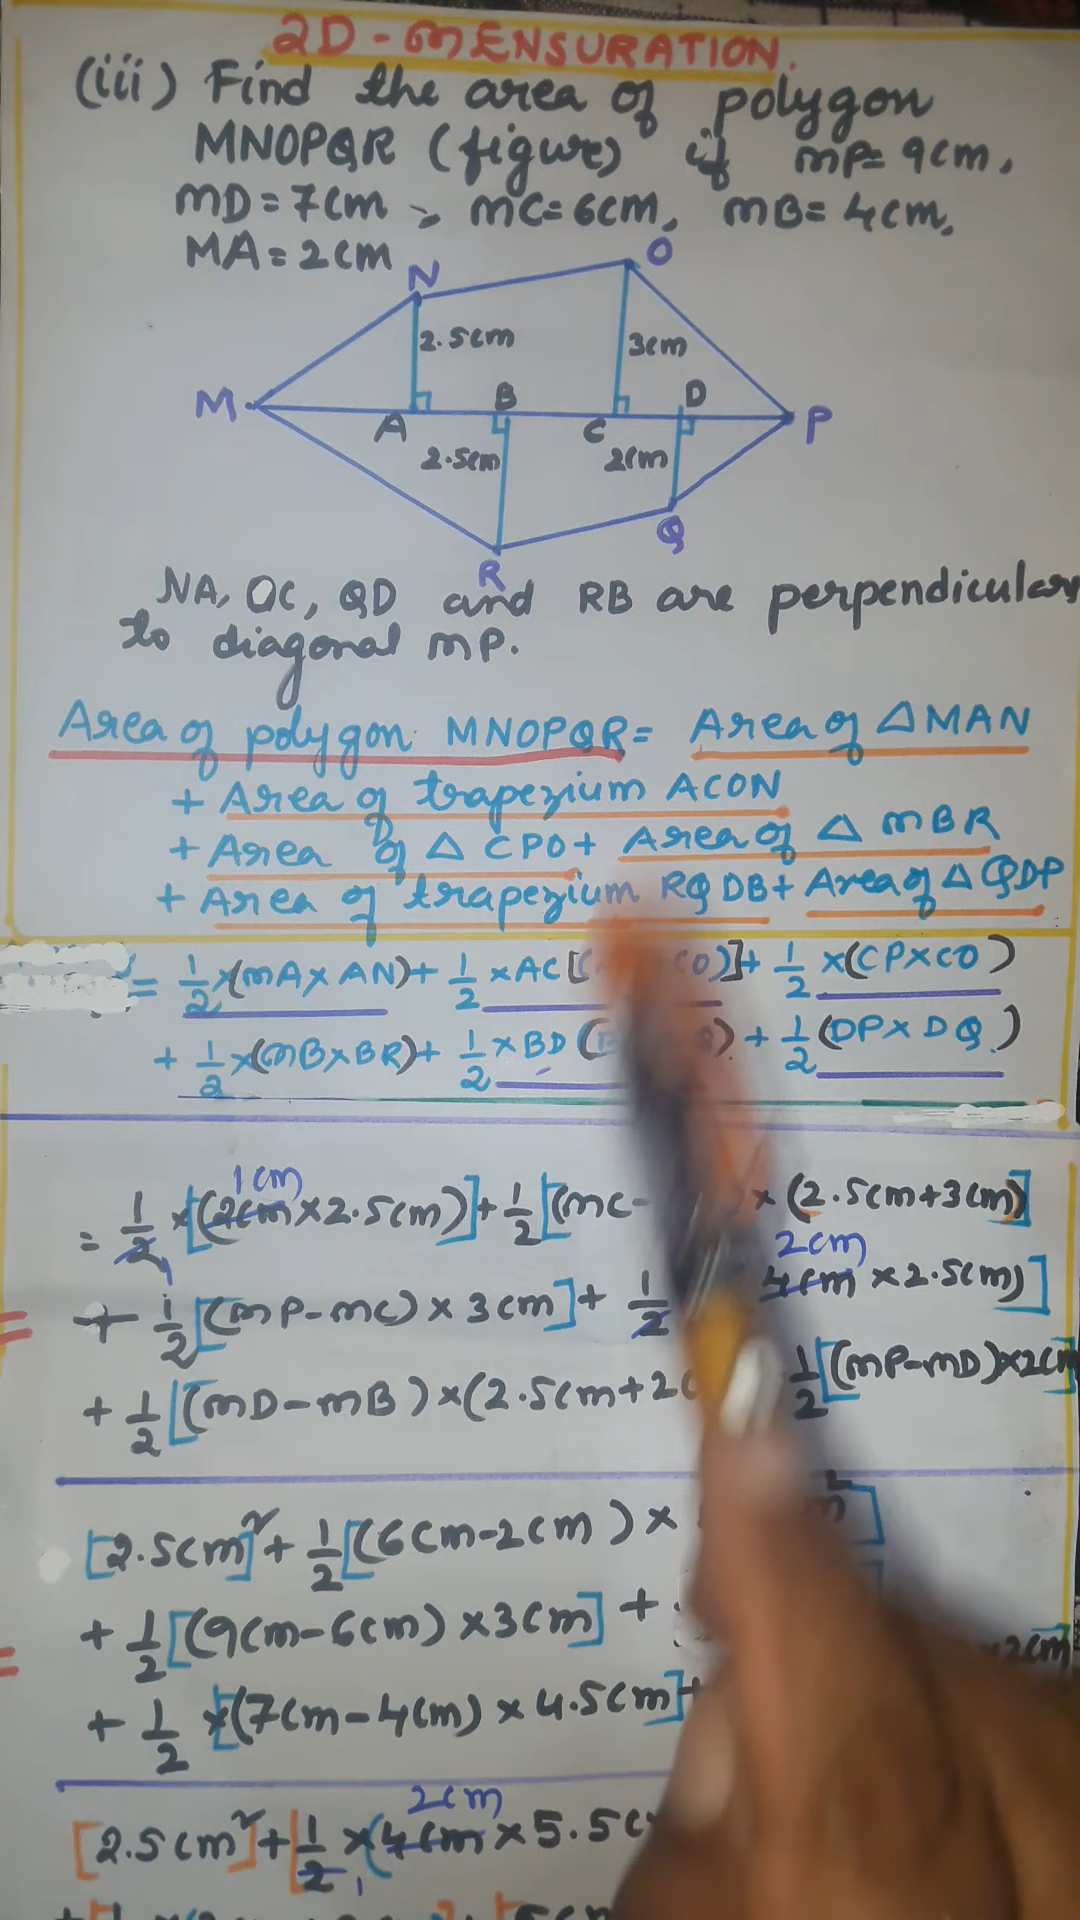 2D-MENSURATION.
(iii) Find the area of polygon
MNOPQR (figure) if MP=9cm,
MD=7cm, MC=6cm, MB=4cm,
MA=2cm
N O
2.5cm 3cm
M A B C D P
2.5cm 2cm
R Q
NA, OC, QD and RB are perpendicular
to diagonal MP.
Area of polygon MNOPQR= Area of △MAN
+ Area of trapezium ACON
+ Area of △ CPO+ Area of △ MBR
+ Area of trapezium RQDB+ Area of △ QDP
= 1/2 ×(MA×AN)+ 1/2 ×AC[( CO)]+ 1/2 ×(CP×CO)
+ 1/2 ×(MB×BR)+ 1/2 ×BD( )+ 1/2 (DP×DQ)
1cm
= 1/2 ×[(2cm×2.5cm)]+ 1/2 [(MC- ×(2.5cm+3cm)]
2cm
+ 1/2 [(MP-MC)×3cm]+ 1/2 4cm ×2.5cm)]
+ 1/2 [(MD-MB)×(2.5cm+2 1/2 [(MP-MD)×2cm]
[2.5cm²]+ 1/2 [(6cm-2cm)×
+ 1/2 [(9cm-6cm)×3cm]+ ×2cm]
+ 1/2 ×[(7cm-4cm)×4.5cm]+
2cm
[2.5cm²]+[1/2 ×(4cm×5.5c